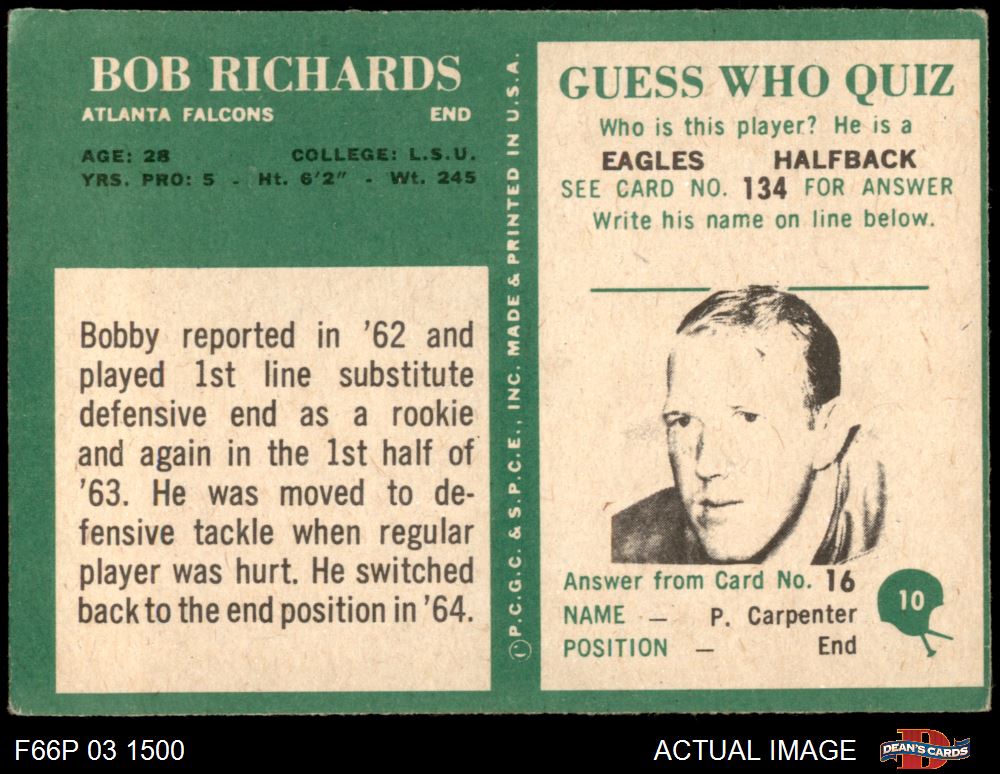 BOB RICHARDS
ATLANTA FALCONS END
AGE: 28 COLLEGE: L.S.U.
YRS. PRO: 5 - Ht. 6'2" - Wt. 245
Bobby reported in '62 and
played 1st line substitute
defensive end as a rookie
and again in the 1st half of
'63. He was moved to de-
fensive tackle when regular
player was hurt. He switched
back to the end position in '64.
©P.C.G.C. & S.P.C.E., INC. MADE & PRINTED IN U.S.A.
GUESS WHO QUIZ
Who is this player? He is a
EAGLES HALFBACK
SEE CARD NO. 134 FOR ANSWER
Write his name on line below.
Answer from Card No. 16
NAME — P. Carpenter
POSITION — End
10
F66P 03 1500
ACTUAL IMAGE
D
DEAN'S CARDS